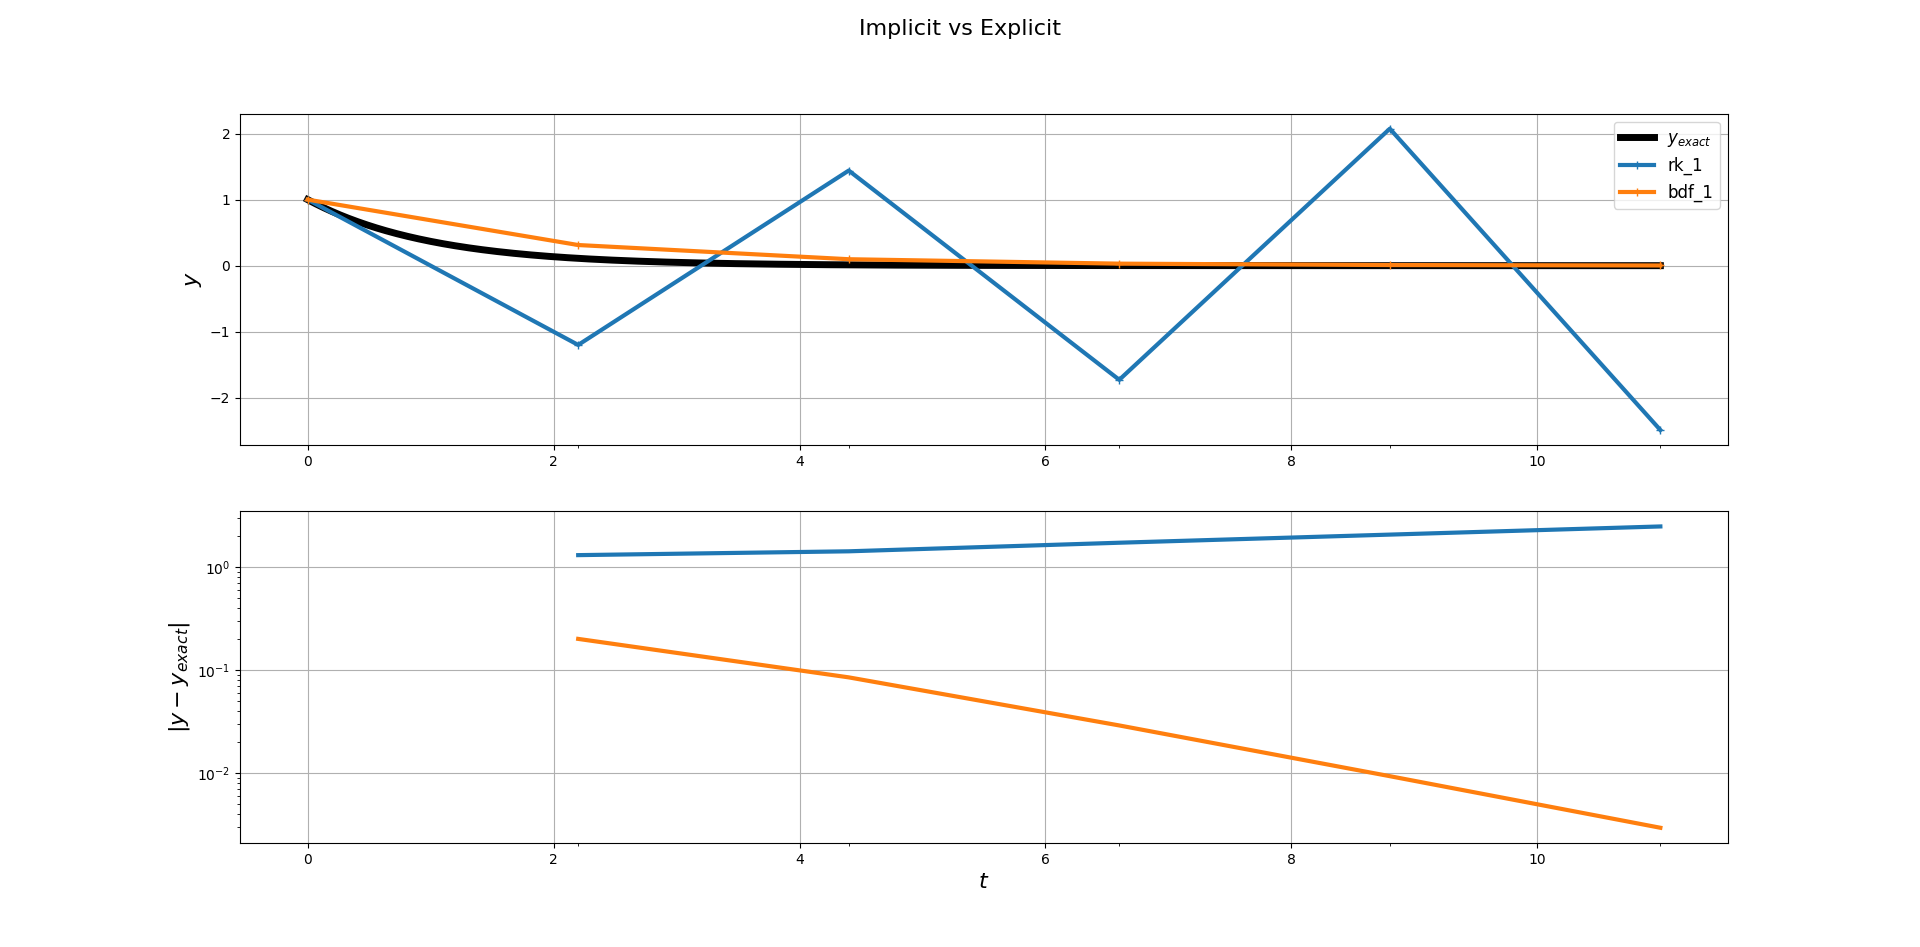 Implicit vs Explicit
y
2
1
0
−1
−2
y_exact
rk_1
bdf_1
0 2 4 6 8 10
|y − y_exact|
10^0
10^−1
10^−2
0 2 4 6 8 10
t